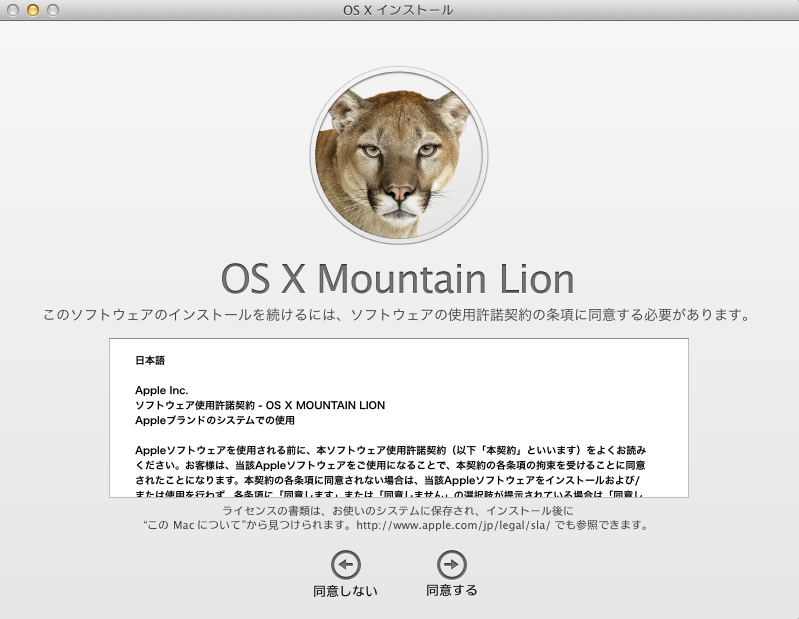 OS X インストール
OS X Mountain Lion
このソフトウェアのインストールを続けるには、ソフトウェアの使用許諾契約の条項に同意する必要があります。
日本語
Apple Inc.
ソフトウェア使用許諾契約 - OS X MOUNTAIN LION
Appleブランドのシステムでの使用
Appleソフトウェアを使用される前に、本ソフトウェア使用許諾契約（以下「本契約」といいます）をよくお読み
ください。お客様は、当該Appleソフトウェアをご使用になることで、本契約の各条項の拘束を受けることに同意
されたことになります。本契約の各条項に同意されない場合は、当該Appleソフトウェアをインストールおよび/
または使用を行わず、各条項に「同意します」または「同意しません」の選択肢が提示されている場合は「同意し
ライセンスの書類は、お使いのシステムに保存され、インストール後に
“この Mac について”から見つけられます。http://www.apple.com/jp/legal/sla/ でも参照できます。
同意しない
同意する